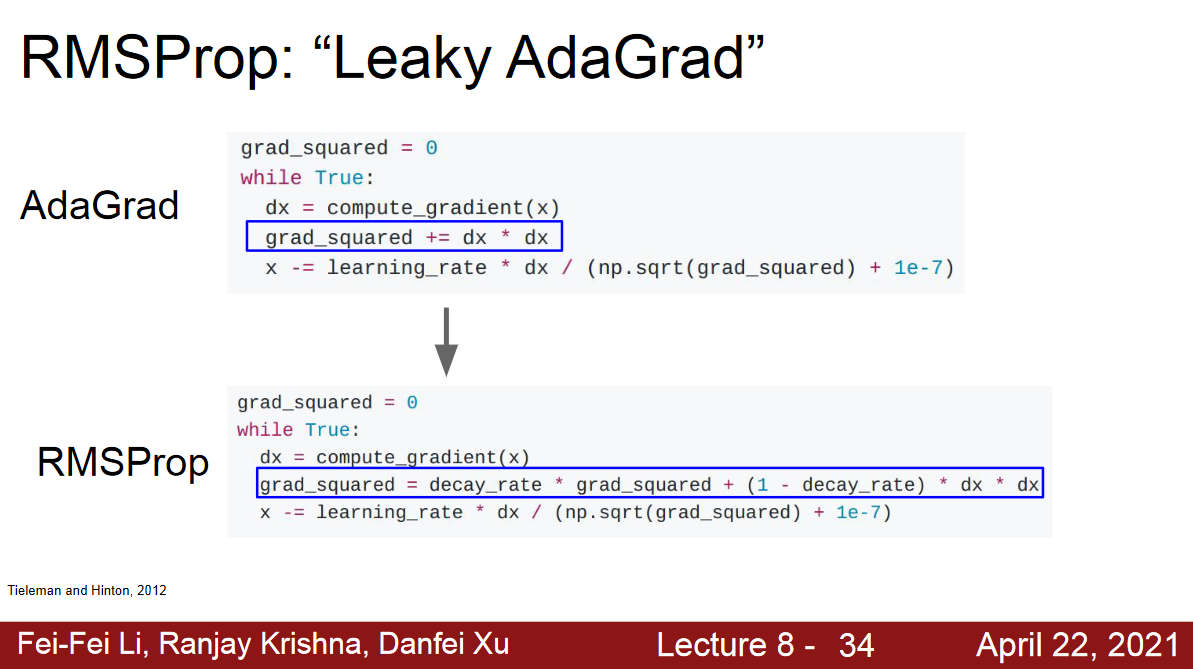 RMSProp: “Leaky AdaGrad”
AdaGrad
grad_squared = 0
while True:
dx = compute_gradient(x)
grad_squared += dx * dx
x -= learning_rate * dx / (np.sqrt(grad_squared) + 1e-7)
RMSProp
grad_squared = 0
while True:
dx = compute_gradient(x)
grad_squared = decay_rate * grad_squared + (1 - decay_rate) * dx * dx
x -= learning_rate * dx / (np.sqrt(grad_squared) + 1e-7)
Tieleman and Hinton, 2012
Fei-Fei Li, Ranjay Krishna, Danfei Xu Lecture 8 - 34 April 22, 2021